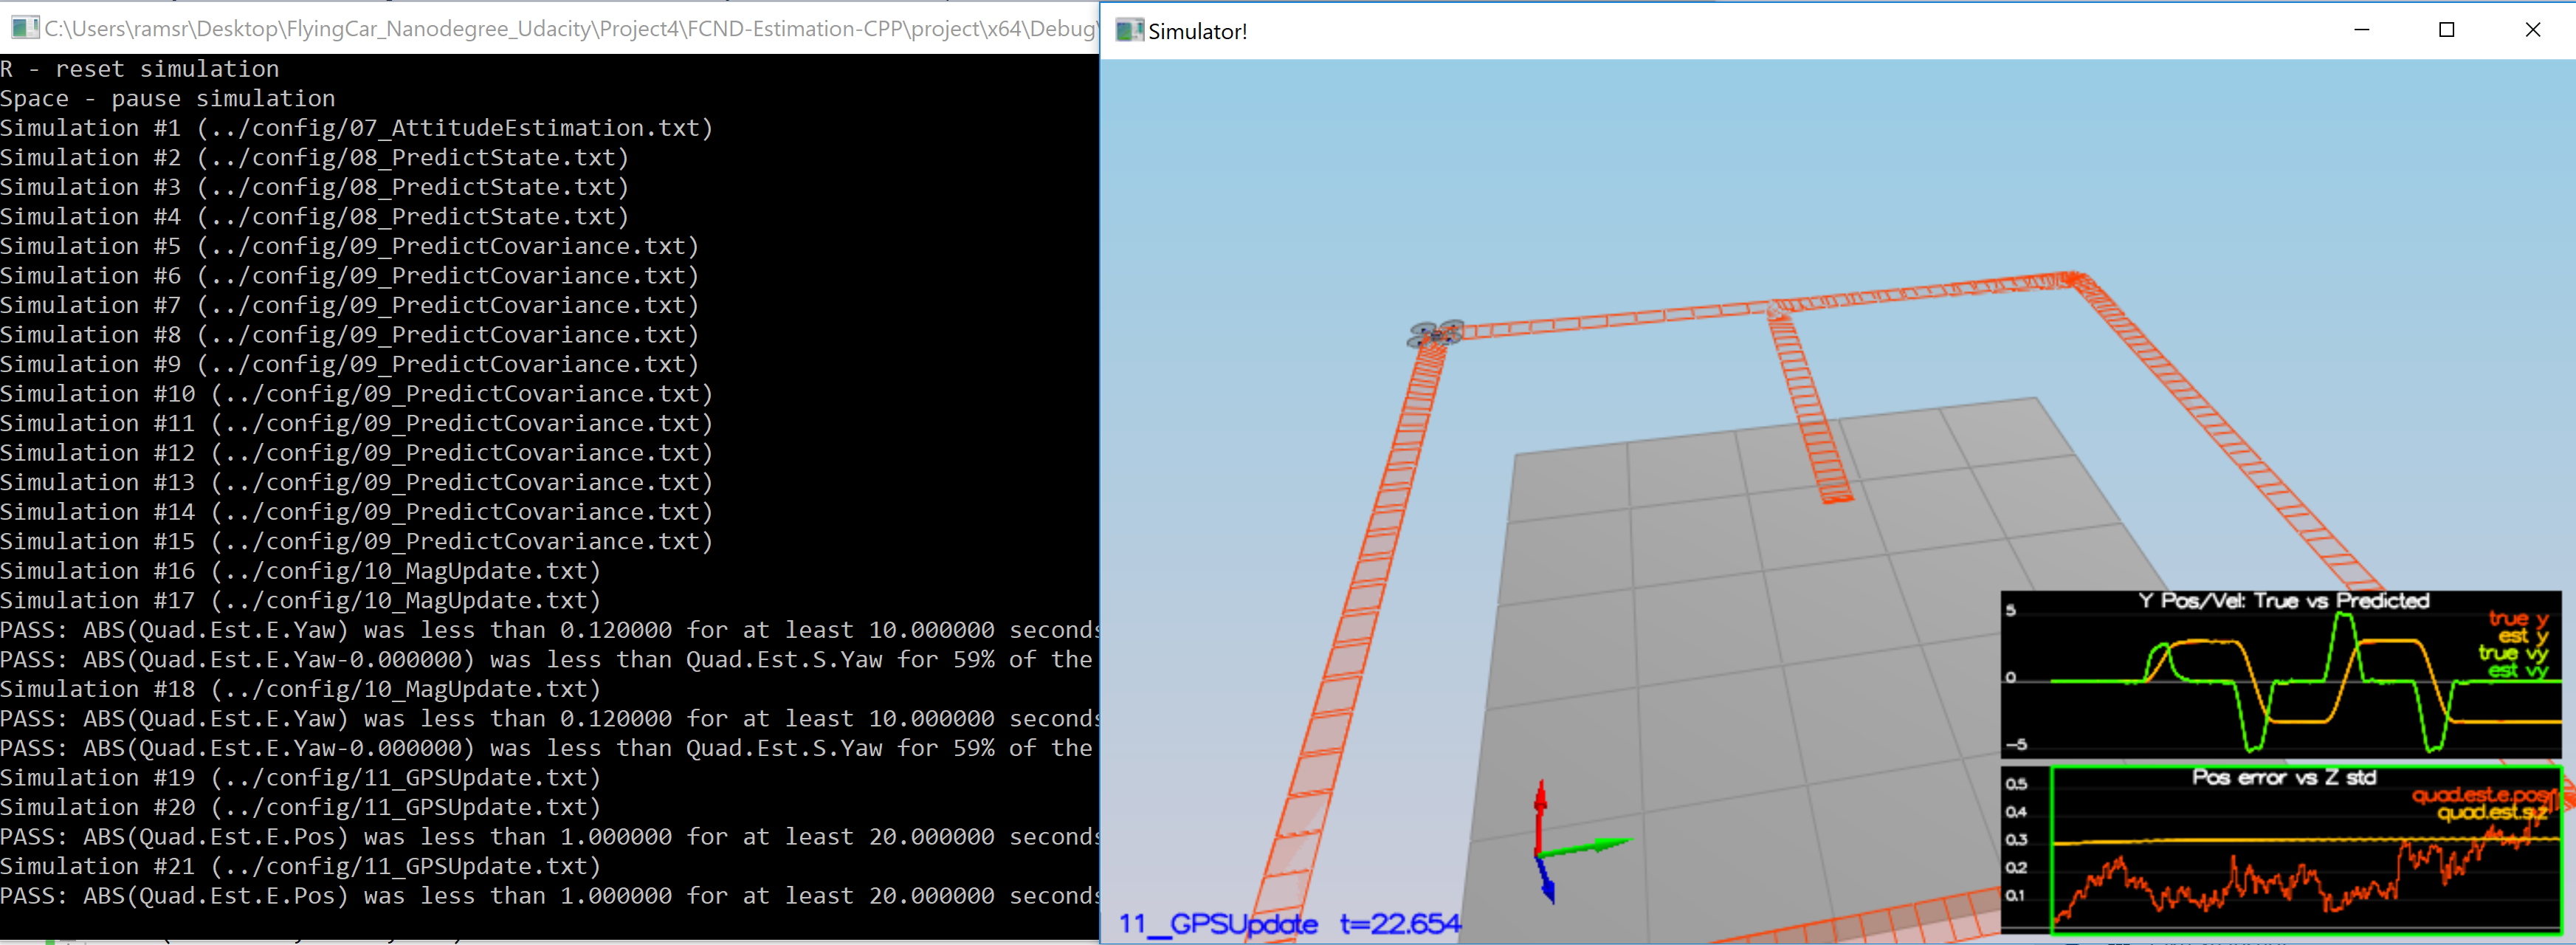 C:\Users\ramsr\Desktop\FlyingCar_Nanodegree_Udacity\Project4\FCND-Estimation-CPP\project\x64\Debug\
R - reset simulation
Space - pause simulation
Simulation #1 (../config/07_AttitudeEstimation.txt)
Simulation #2 (../config/08_PredictState.txt)
Simulation #3 (../config/08_PredictState.txt)
Simulation #4 (../config/08_PredictState.txt)
Simulation #5 (../config/09_PredictCovariance.txt)
Simulation #6 (../config/09_PredictCovariance.txt)
Simulation #7 (../config/09_PredictCovariance.txt)
Simulation #8 (../config/09_PredictCovariance.txt)
Simulation #9 (../config/09_PredictCovariance.txt)
Simulation #10 (../config/09_PredictCovariance.txt)
Simulation #11 (../config/09_PredictCovariance.txt)
Simulation #12 (../config/09_PredictCovariance.txt)
Simulation #13 (../config/09_PredictCovariance.txt)
Simulation #14 (../config/09_PredictCovariance.txt)
Simulation #15 (../config/09_PredictCovariance.txt)
Simulation #16 (../config/10_MagUpdate.txt)
Simulation #17 (../config/10_MagUpdate.txt)
PASS: ABS(Quad.Est.E.Yaw) was less than 0.120000 for at least 10.000000 seconds
PASS: ABS(Quad.Est.E.Yaw-0.000000) was less than Quad.Est.S.Yaw for 59% of the
Simulation #18 (../config/10_MagUpdate.txt)
PASS: ABS(Quad.Est.E.Yaw) was less than 0.120000 for at least 10.000000 seconds
PASS: ABS(Quad.Est.E.Yaw-0.000000) was less than Quad.Est.S.Yaw for 59% of the
Simulation #19 (../config/11_GPSUpdate.txt)
Simulation #20 (../config/11_GPSUpdate.txt)
PASS: ABS(Quad.Est.E.Pos) was less than 1.000000 for at least 20.000000 seconds
Simulation #21 (../config/11_GPSUpdate.txt)
PASS: ABS(Quad.Est.E.Pos) was less than 1.000000 for at least 20.000000 seconds
Simulator!
Y Pos/Vel: True vs Predicted
5
0
-5
true y
est y
true vy
est vy
Pos error vs Z std
0.5
0.4
0.3
0.2
0.1
quad.est.e.pos
quad.est.s.z
11_GPSUpdate t=22.654